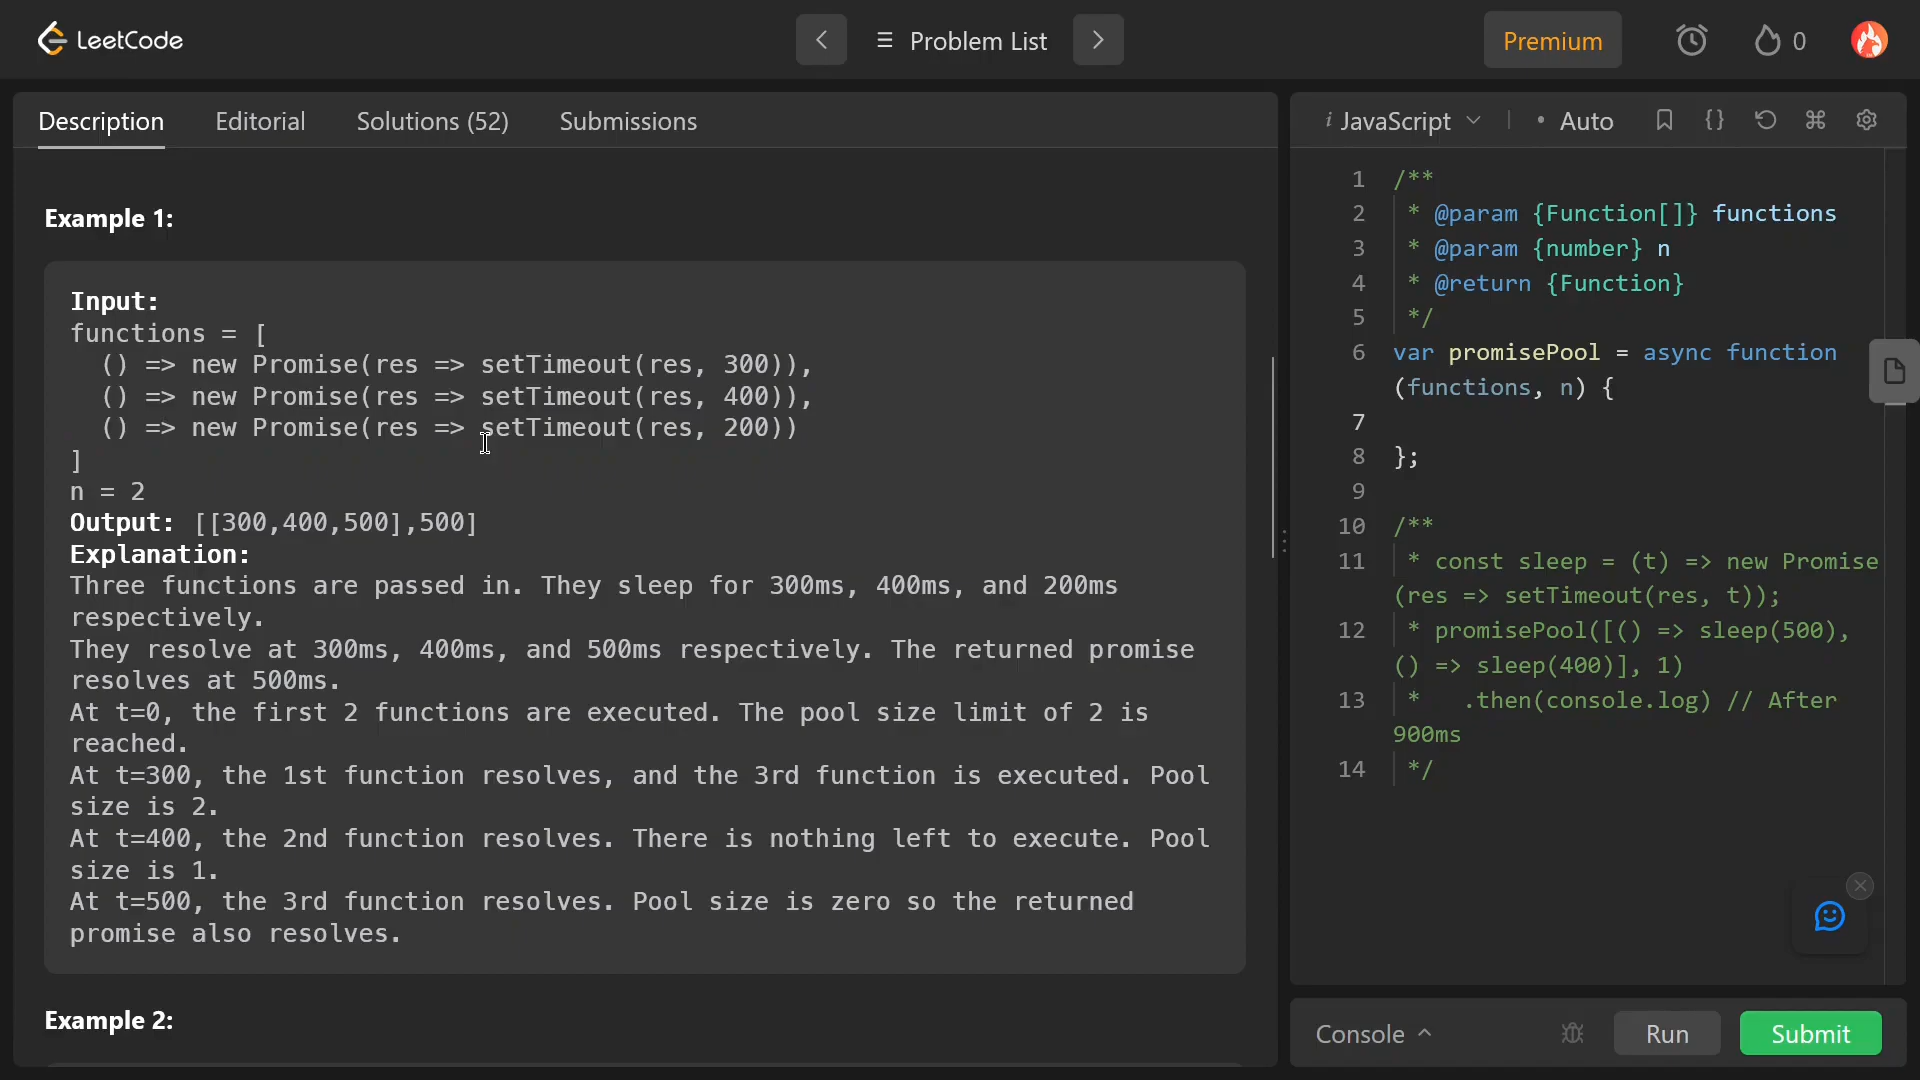 LeetCode
Problem List
Premium
0
Description
Editorial
Solutions (52)
Submissions
Example 1:
Input:
functions = [
  () => new Promise(res => setTimeout(res, 300)),
  () => new Promise(res => setTimeout(res, 400)),
  () => new Promise(res => setTimeout(res, 200))
]
n = 2
Output: [[300,400,500],500]
Explanation:
Three functions are passed in. They sleep for 300ms, 400ms, and 200ms
respectively.
They resolve at 300ms, 400ms, and 500ms respectively. The returned promise
resolves at 500ms.
At t=0, the first 2 functions are executed. The pool size limit of 2 is
reached.
At t=300, the 1st function resolves, and the 3rd function is executed. Pool
size is 2.
At t=400, the 2nd function resolves. There is nothing left to execute. Pool
size is 1.
At t=500, the 3rd function resolves. Pool size is zero so the returned
promise also resolves.
Example 2:
i JavaScript
• Auto
{}
1 /**
2  * @param {Function[]} functions
3  * @param {number} n
4  * @return {Function}
5  */
6 var promisePool = async function
(functions, n) {
7
8 };
9
10 /**
11  * const sleep = (t) => new Promise
(res => setTimeout(res, t));
12  * promisePool([() => sleep(500),
() => sleep(400)], 1)
13  *   .then(console.log) // After
900ms
14  */
Console
Run
Submit